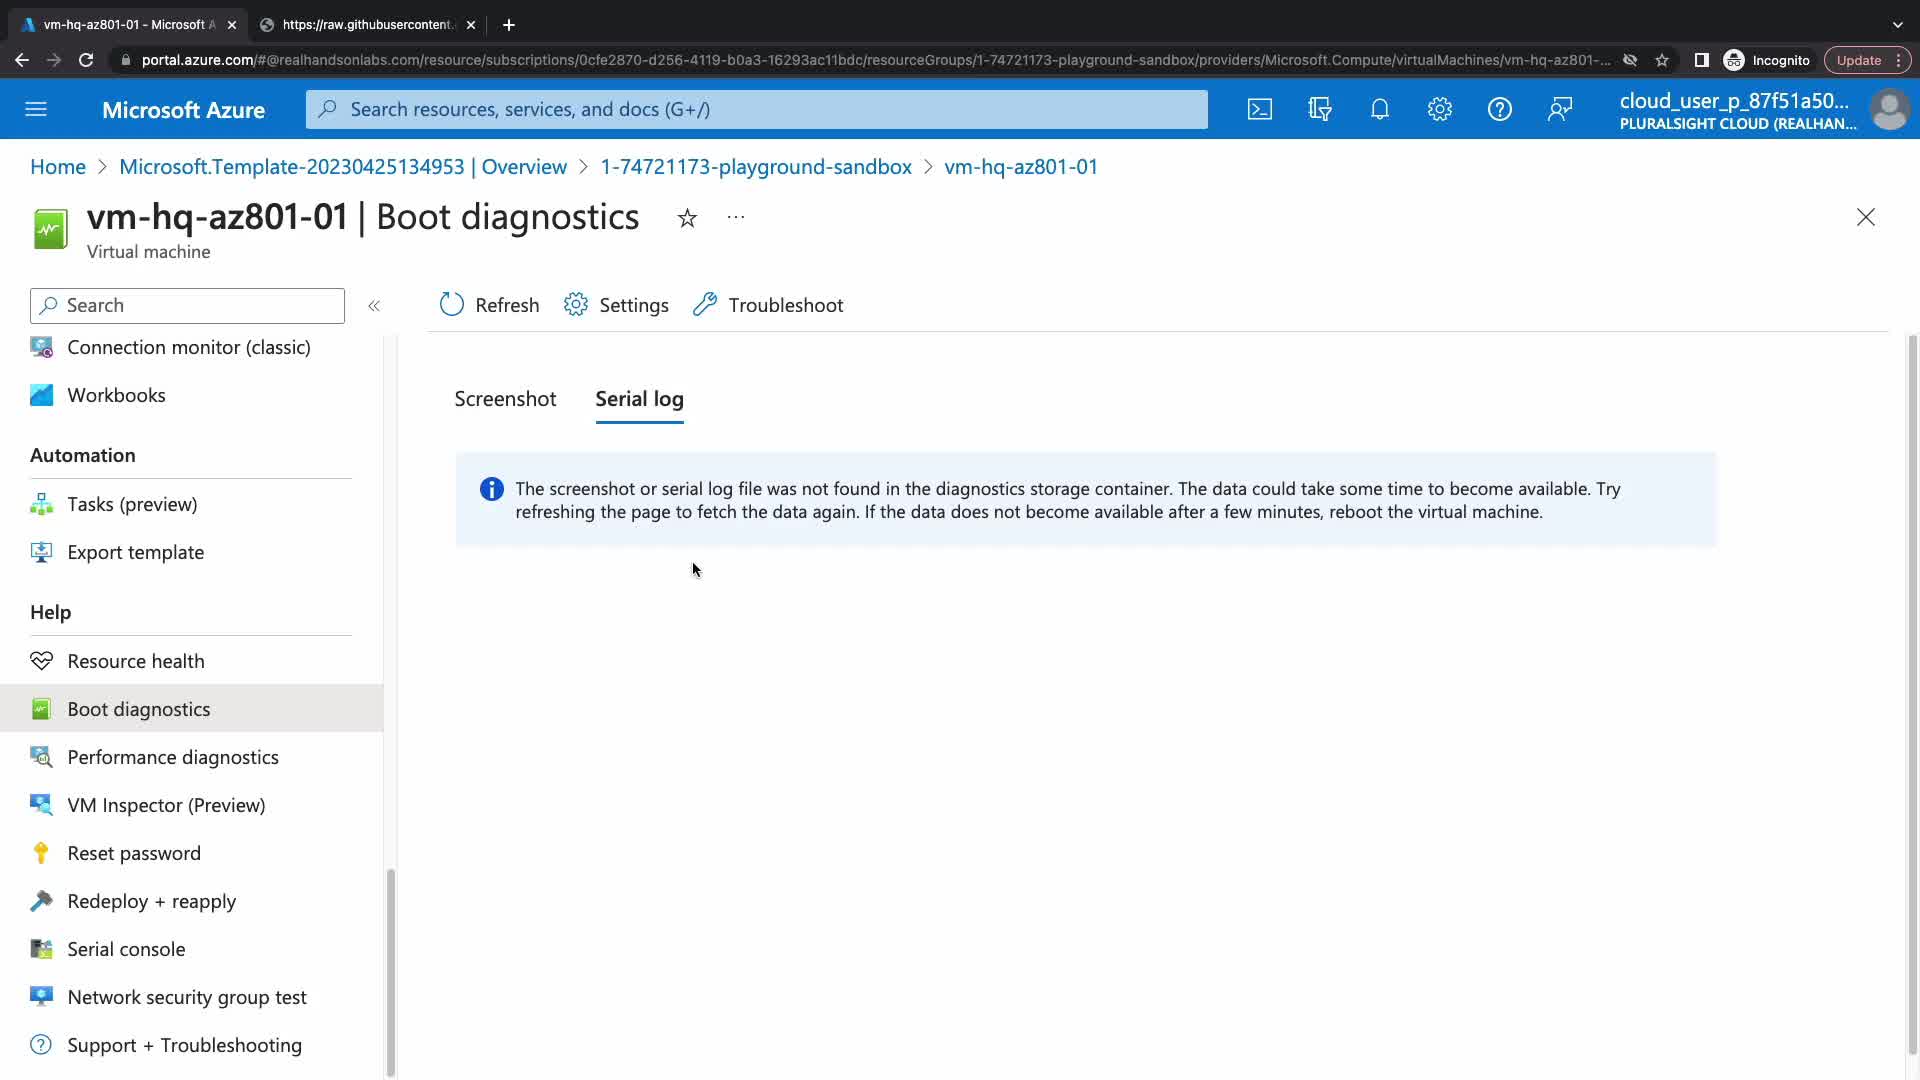 vm-hq-az801-01 - Microsoft A
https://raw.githubusercontent.
portal.azure.com/#@realhandsonlabs.com/resource/subscriptions/0cfe2870-d256-4119-b0a3-16293ac11bdc/resourceGroups/1-74721173-playground-sandbox/providers/Microsoft.Compute/virtualMachines/vm-hq-az801-...
Incognito
Update
Microsoft Azure
Search resources, services, and docs (G+/)
cloud_user_p_87f51a50...
PLURALSIGHT CLOUD (REALHAN...
Home > Microsoft.Template-20230425134953 | Overview > 1-74721173-playground-sandbox > vm-hq-az801-01
vm-hq-az801-01 | Boot diagnostics
Virtual machine
Search
Refresh
Settings
Troubleshoot
Connection monitor (classic)
Workbooks
Automation
Tasks (preview)
Export template
Help
Resource health
Boot diagnostics
Performance diagnostics
VM Inspector (Preview)
Reset password
Redeploy + reapply
Serial console
Network security group test
Support + Troubleshooting
Screenshot
Serial log
The screenshot or serial log file was not found in the diagnostics storage container. The data could take some time to become available. Try
refreshing the page to fetch the data again. If the data does not become available after a few minutes, reboot the virtual machine.